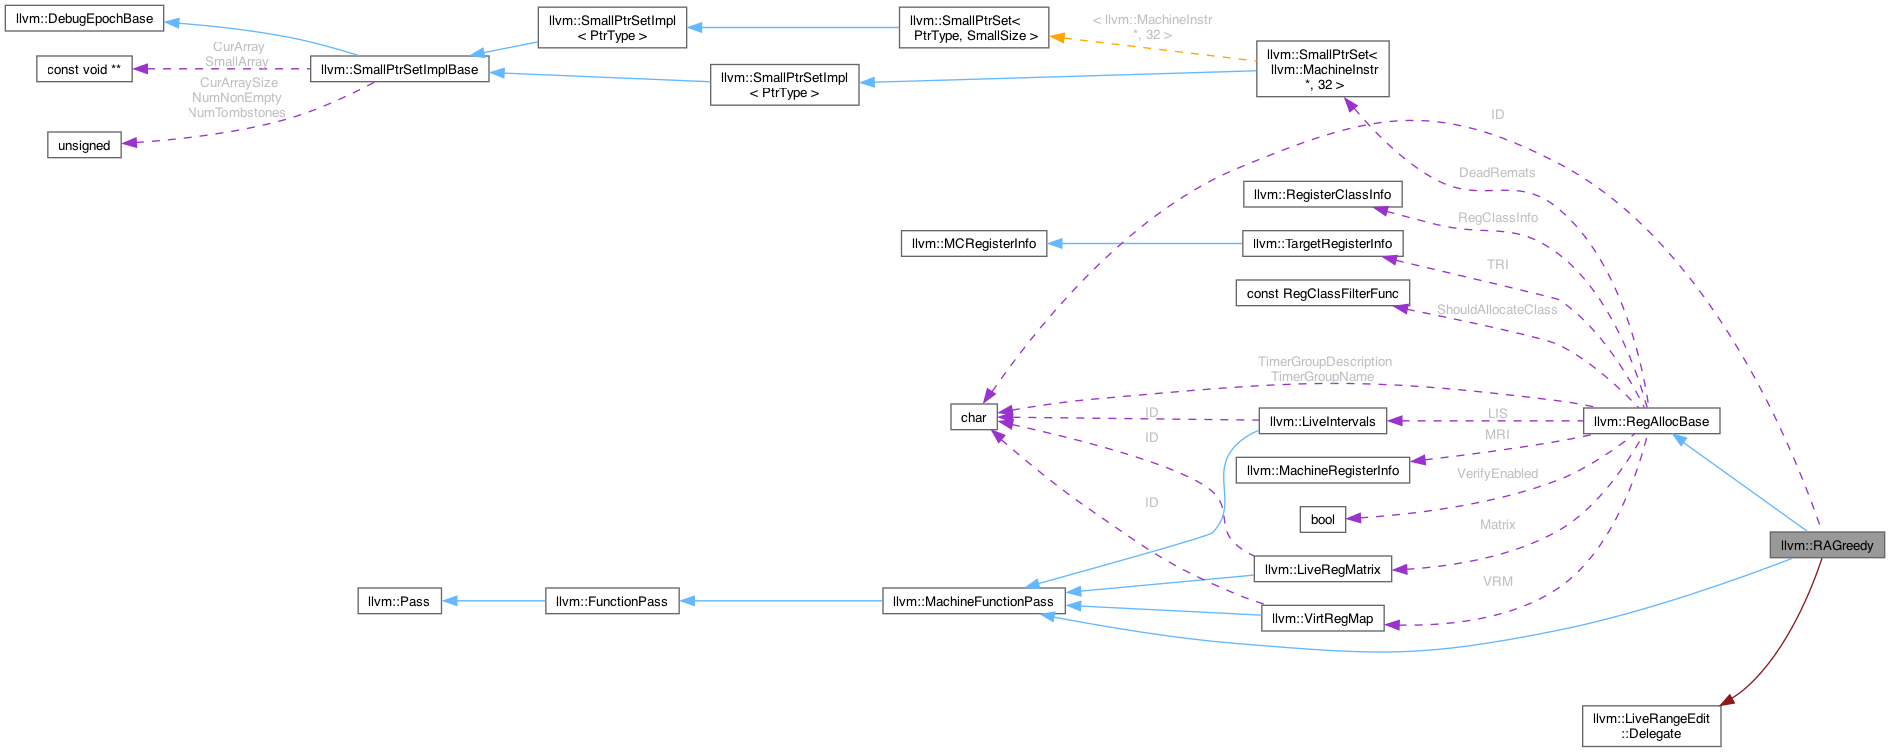 llvm::DebugEpochBase
const void **
unsigned
CurArray
SmallArray
CurArraySize
NumNonEmpty
NumTombstones
llvm::SmallPtrSetImplBase
llvm::SmallPtrSetImpl
< PtrType >
llvm::SmallPtrSetImpl
< PtrType >
llvm::SmallPtrSet<
PtrType, SmallSize >
< llvm::MachineInstr
*, 32 >
llvm::SmallPtrSet<
llvm::MachineInstr
*, 32 >
ID
DeadRemats
llvm::RegisterClassInfo
RegClassInfo
llvm::MCRegisterInfo
llvm::TargetRegisterInfo
TRI
const RegClassFilterFunc
ShouldAllocateClass
TimerGroupDescription
TimerGroupName
char
ID
llvm::LiveIntervals
LIS
llvm::RegAllocBase
ID
MRI
llvm::MachineRegisterInfo
VerifyEnabled
ID
bool
Matrix
llvm::RAGreedy
llvm::LiveRegMatrix
VRM
llvm::Pass
llvm::FunctionPass
llvm::MachineFunctionPass
llvm::VirtRegMap
llvm::LiveRangeEdit
::Delegate